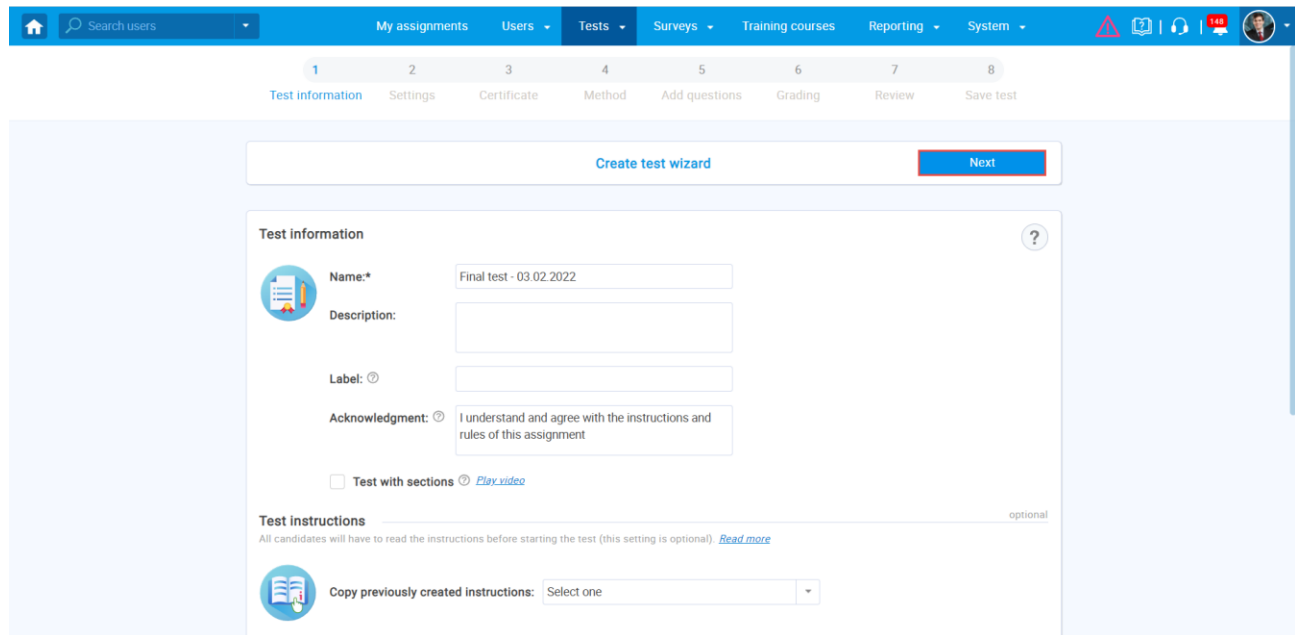 Search users
My assignments Users Tests Surveys Training courses Reporting System
148
1 2 3 4 5 6 7 8
Test information Settings Certificate Method Add questions Grading Review Save test
Create test wizard
Next
Test information
?
Name:*
Final test - 03.02.2022
Description:
Label: ?
Acknowledgment: ?
I understand and agree with the instructions and
rules of this assignment
Test with sections ? Play video
Test instructions
optional
All candidates will have to read the instructions before starting the test (this setting is optional). Read more
Copy previously created instructions: Select one